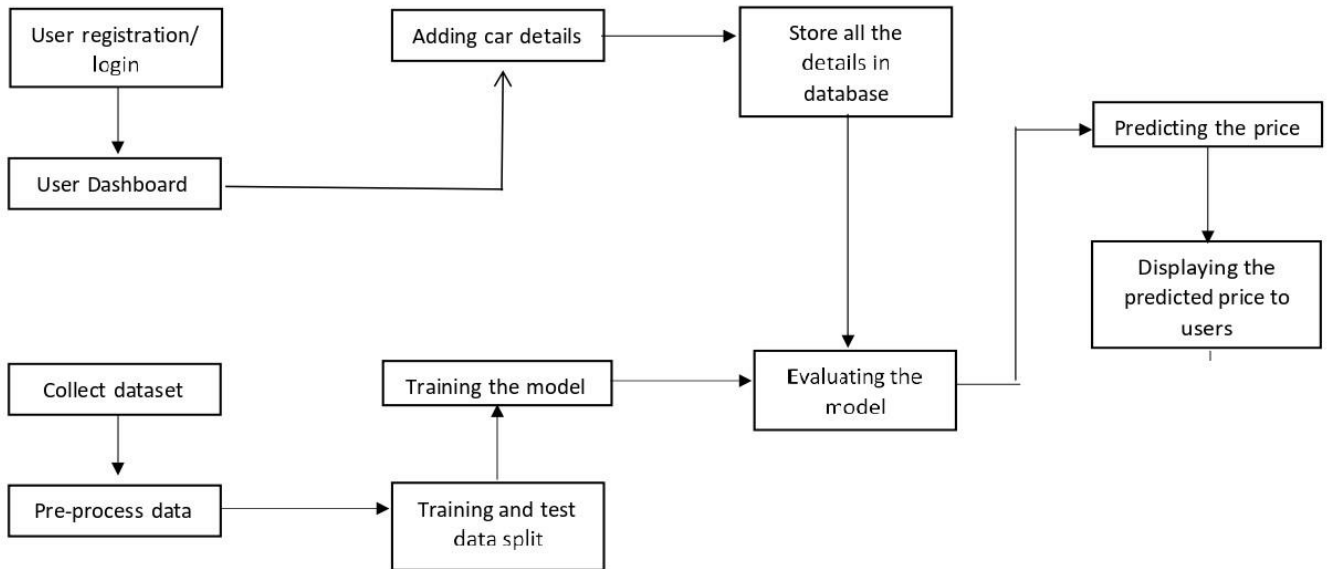 User registration/
login
Adding car details
Store all the
details in
database
Predicting the price
User Dashboard
Displaying the
predicted price to
users
Collect dataset
Training the model
Evaluating the
model
Pre-process data
Training and test
data split